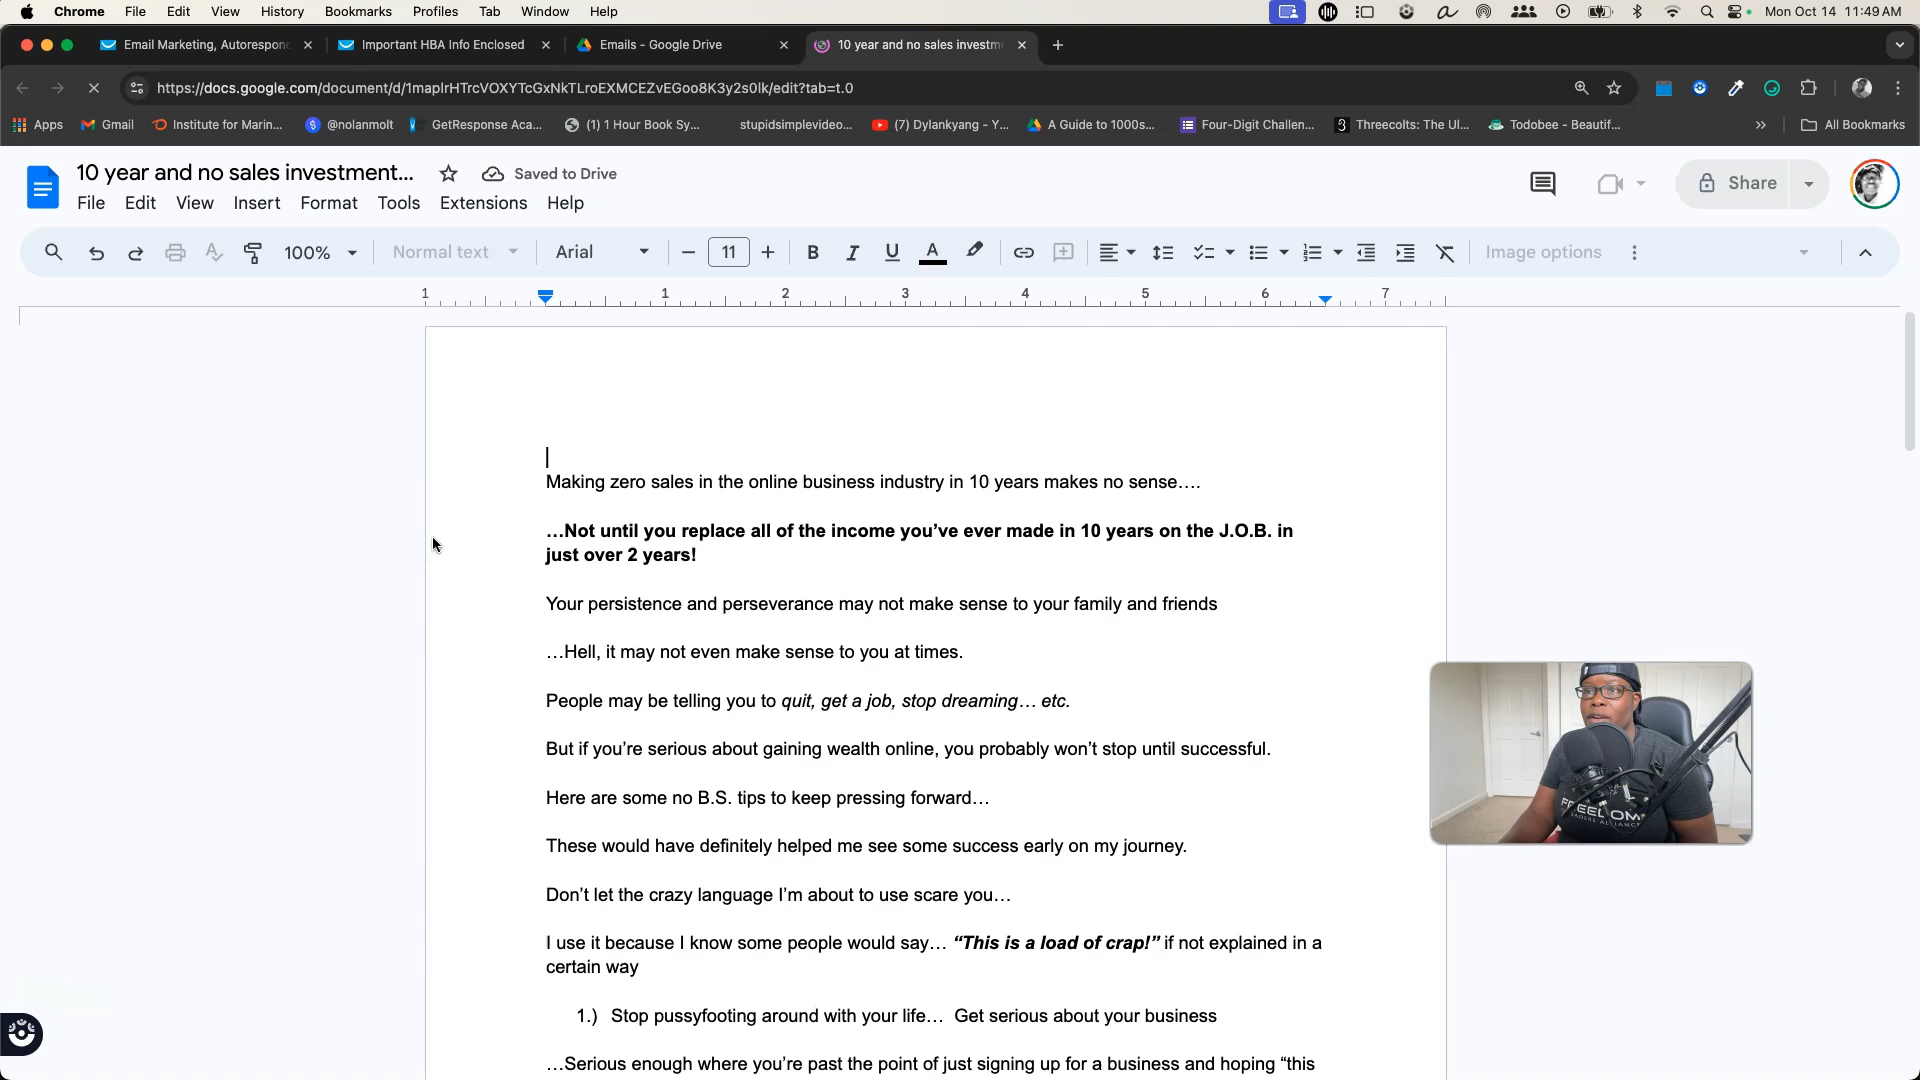 Chrome File Edit View History Bookmarks Profiles Tab Window Help
Mon Oct 14 11:49 AM
Email Marketing, Autorespon
Important HBA Info Enclosed
Emails - Google Drive
10 year and no sales investm
https://docs.google.com/document/d/1maplrHTrcVOXYTcGxNkTLroEXMCEZvEGoo8K3y2s0lk/edit?tab=t.0
Apps Gmail Institute for Marin... @nolanmolt GetResponse Aca... (1) 1 Hour Book Sy... stupidsimplevideo... (7) Dylankyang - Y... A Guide to 1000s... Four-Digit Challen... Threecolts: The Ul... Todobee - Beautif... » All Bookmarks
10 year and no sales investment... Saved to Drive
File Edit View Insert Format Tools Extensions Help
Share
100% Normal text Arial 11 B I U A Image options
1 1 2 3 4 5 6 7
Making zero sales in the online business industry in 10 years makes no sense….
…Not until you replace all of the income you’ve ever made in 10 years on the J.O.B. in
just over 2 years!
Your persistence and perseverance may not make sense to your family and friends
…Hell, it may not even make sense to you at times.
People may be telling you to quit, get a job, stop dreaming… etc.
But if you’re serious about gaining wealth online, you probably won’t stop until successful.
Here are some no B.S. tips to keep pressing forward…
These would have definitely helped me see some success early on my journey.
Don’t let the crazy language I’m about to use scare you…
I use it because I know some people would say… “This is a load of crap!” if not explained in a
certain way
1.) Stop pussyfooting around with your life… Get serious about your business
…Serious enough where you’re past the point of just signing up for a business and hoping “this